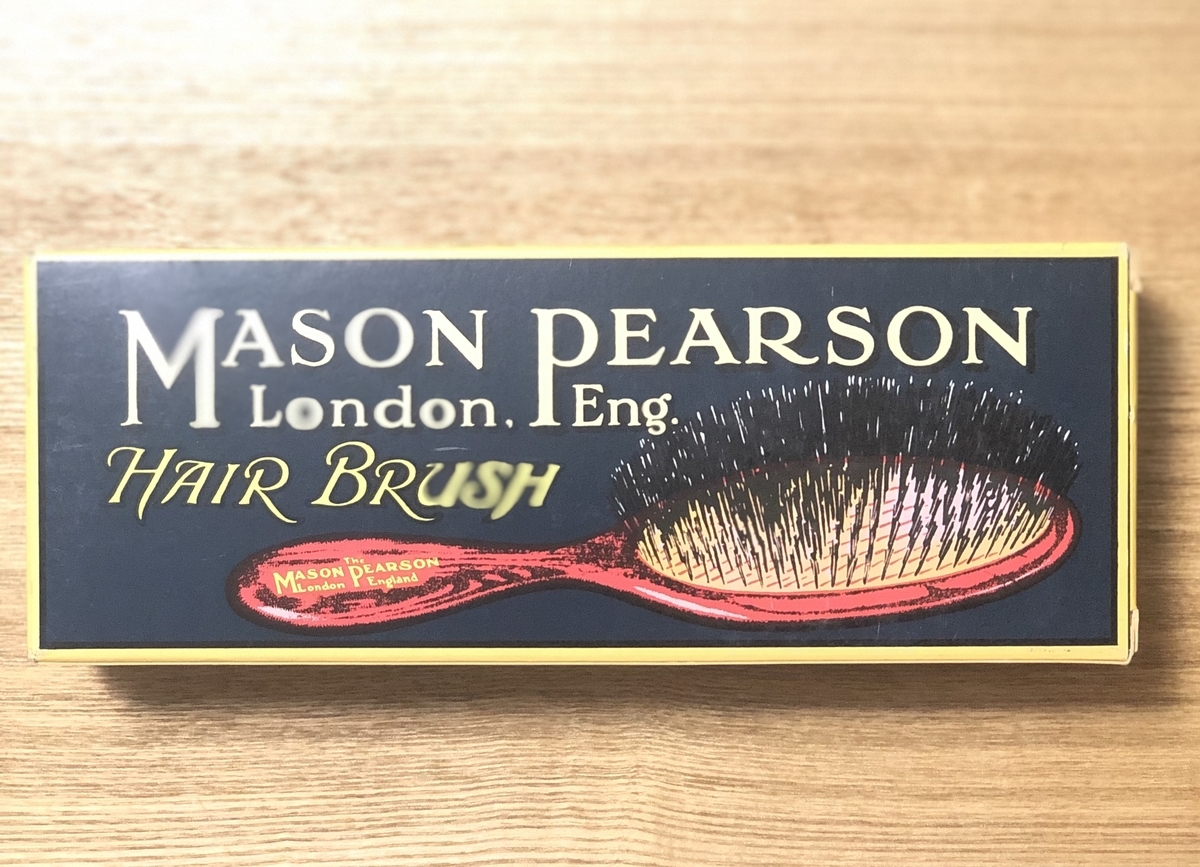 MASON PEARSON
London, Eng.
HAIR BRUSH
The
MASON PEARSON
London England